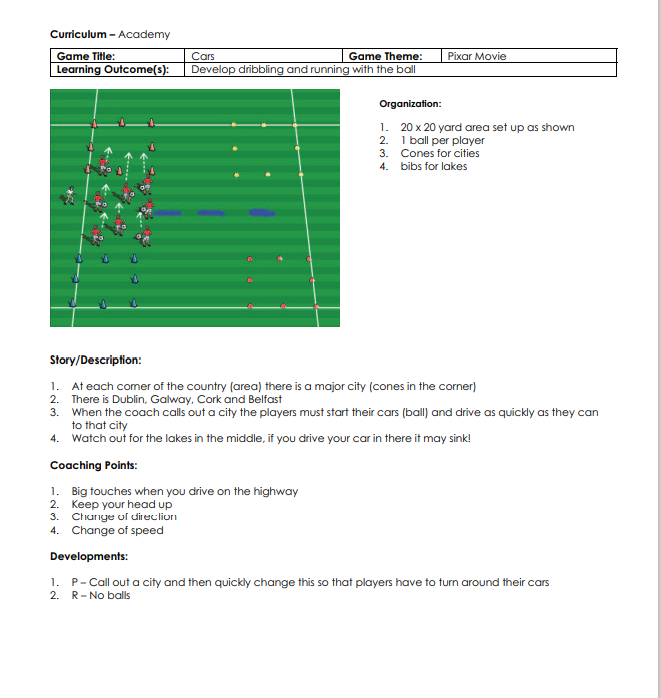 Curriculum – Academy
Game Title: Cars Game Theme: Pixar Movie
Learning Outcome(s): Develop dribbling and running with the ball
Organization:
1. 20 x 20 yard area set up as shown
2. 1 ball per player
3. Cones for cities
4. bibs for lakes
Story/Description:
1. At each corner of the country (area) there is a major city (cones in the corner)
2. There is Dublin, Galway, Cork and Belfast
3. When the coach calls out a city the players must start their cars (ball) and drive as quickly as they can
to that city
4. Watch out for the lakes in the middle, if you drive your car in there it may sink!
Coaching Points:
1. Big touches when you drive on the highway
2. Keep your head up
3. Change of direction
4. Change of speed
Developments:
1. P – Call out a city and then quickly change this so that players have to turn around their cars
2. R – No balls